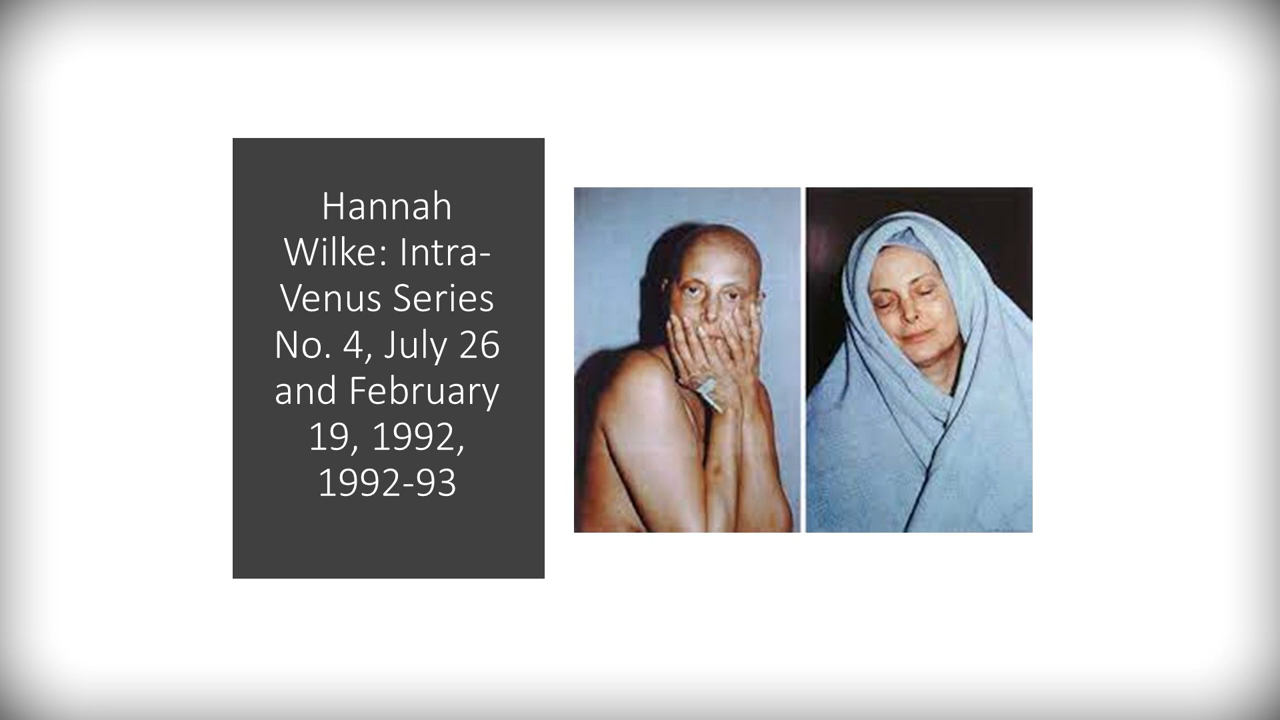 Hannah
Wilke: Intra-
Venus Series
No. 4, July 26
and February
19, 1992,
1992-93